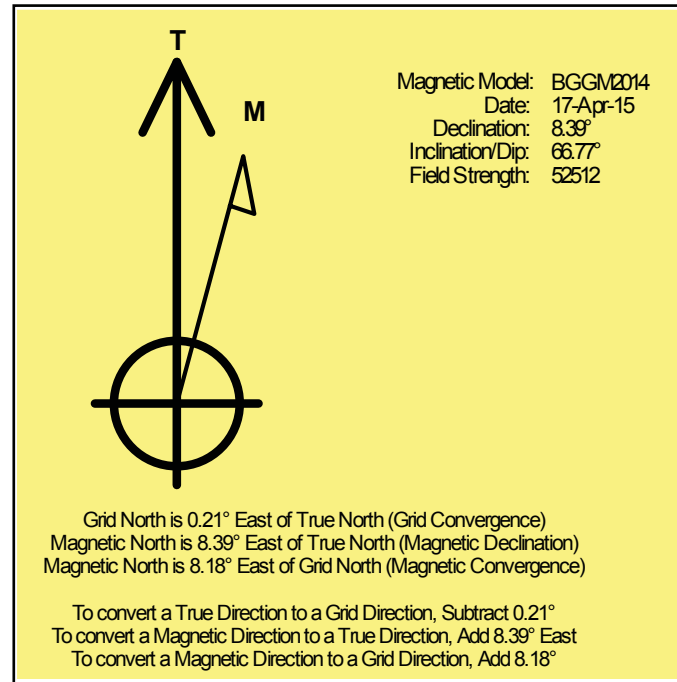 T
M
Magnetic Model: BGGM2014
Date: 17-Apr-15
Declination: 8.39°
Inclination/Dip: 66.77°
Field Strength: 52512
Grid North is 0.21° East of True North (Grid Convergence)
Magnetic North is 8.39° East of True North (Magnetic Declination)
Magnetic North is 8.18° East of Grid North (Magnetic Convergence)
To convert a True Direction to a Grid Direction, Subtract 0.21°
To convert a Magnetic Direction to a True Direction, Add 8.39° East
To convert a Magnetic Direction to a Grid Direction, Add 8.18°